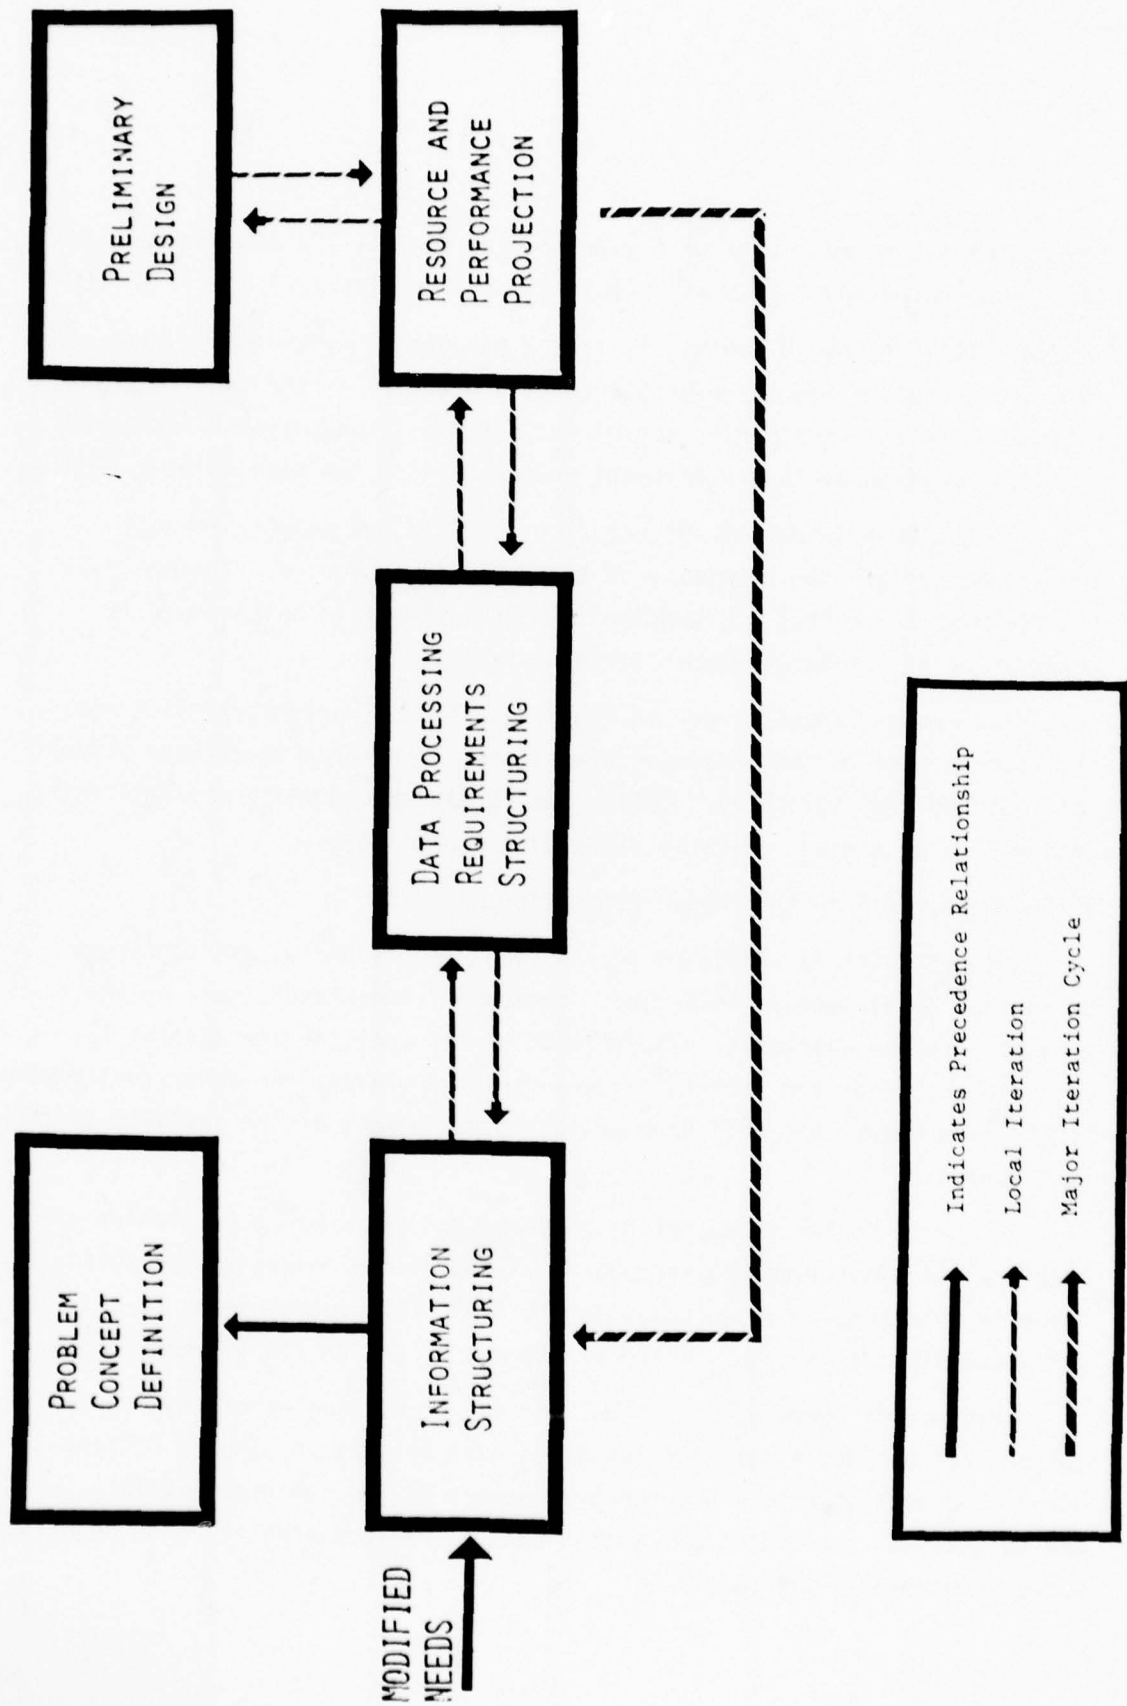 PROBLEM
CONCEPT
DEFINITION
PRELIMINARY
DESIGN
MODIFIED
NEEDS
INFORMATION
STRUCTURING
DATA PROCESSING
REQUIREMENTS
STRUCTURING
RESOURCE AND
PERFORMANCE
PROJECTION
Indicates Precedence Relationship
Local Iteration
Major Iteration Cycle